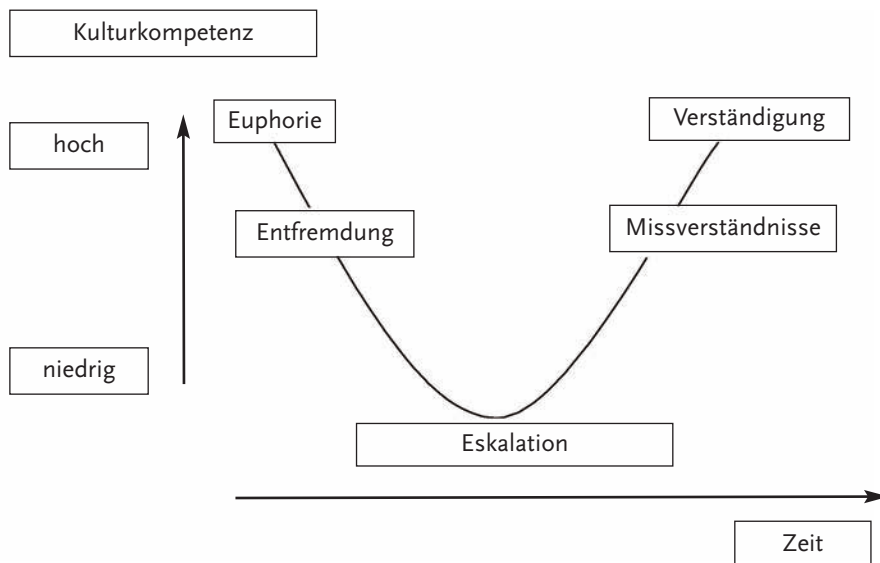 Kulturkompetenz
Euphorie
Verständigung
hoch
Entfremdung
Missverständnisse
niedrig
Eskalation
Zeit